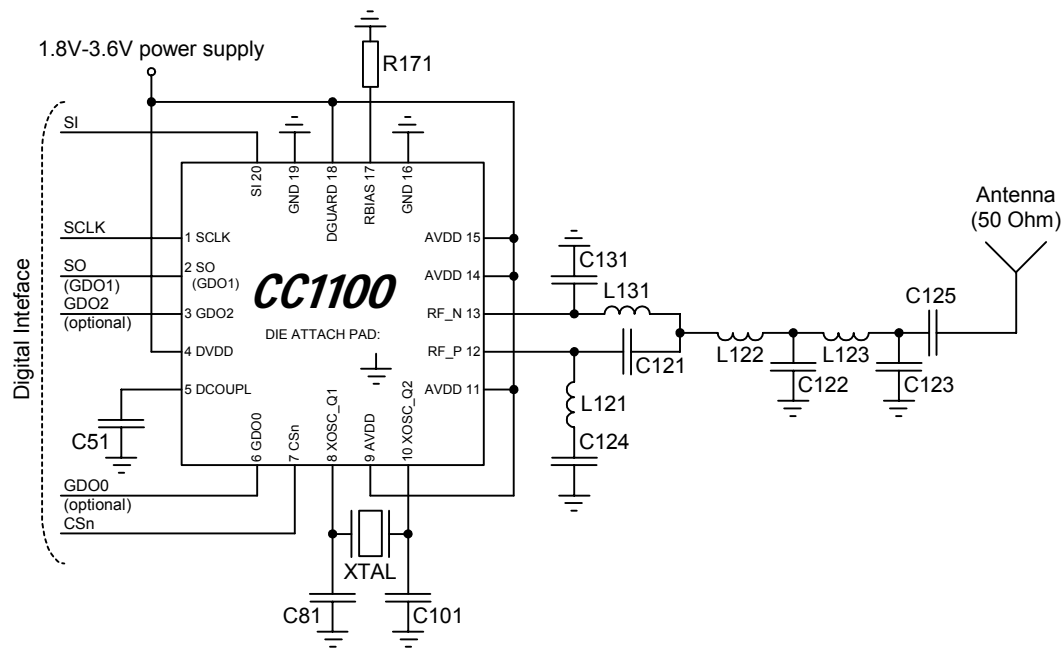 1.8V-3.6V power supply
R171
SI
SI 20
GND 19
DGUARD 18
RBIAS 17
GND 16
Antenna
(50 Ohm)
SCLK
1 SCLK
AVDD 15
SO
(GDO1)
2 SO
(GDO1)
AVDD 14
C131
L131
C125
CC1100
GDO2
(optional)
3 GDO2
RF_N 13
DIE ATTACH PAD:
4 DVDD
RF_P 12
C121
L122
L123
C122
C123
Digital Inteface
5 DCOUPL
AVDD 11
L121
C124
C51
6 GDO0
7 CSn
8 XOSC_Q1
9 AVDD
10 XOSC_Q2
GDO0
(optional)
CSn
XTAL
C81
C101